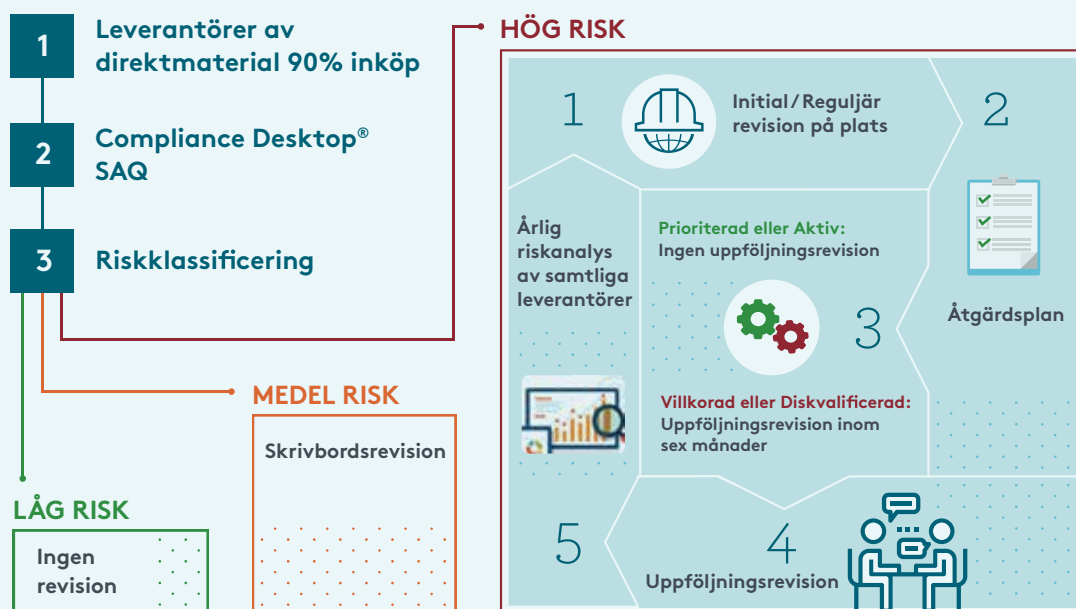 1
Leverantörer av
direktmaterial 90% inköp
2
Compliance Desktop®
SAQ
3
Riskklassificering
LÅG RISK
Ingen
revision
MEDEL RISK
Skrivbordsrevision
HÖG RISK
1
Initial/Reguljär
revision på plats
2
Åtgärdsplan
3
Prioriterad eller Aktiv:
Ingen uppföljningsrevision
Villkorad eller Diskvalificerad:
Uppföljningsrevision inom
sex månader
4
Uppföljningsrevision
5
Årlig
riskanalys
av samtliga
leverantörer